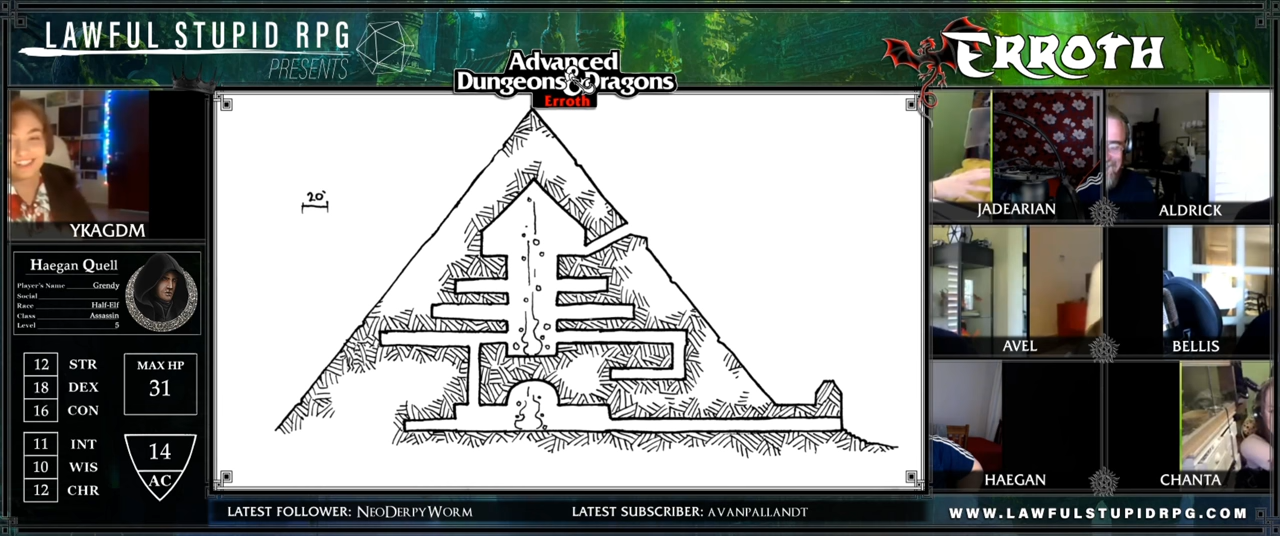 LAWFUL STUPID RPG
PRESENTS
Advanced
Dungeons & Dragons
Erroth
ERROTH
YKAGDM
Haegan Quell
Player's Name Grendy
Social
Race Half-Elf
Class Assassin
Level 5
12 STR
18 DEX
16 CON
11 INT
10 WIS
12 CHR
MAX HP
31
14
AC
20'
JADEARIAN
ALDRICK
AVEL
BELLIS
HAEGAN
CHANTA
LATEST FOLLOWER: NEODERPYWORM
LATEST SUBSCRIBER: AVANPALLANDT
WWW.LAWFULSTUPIDRPG.COM